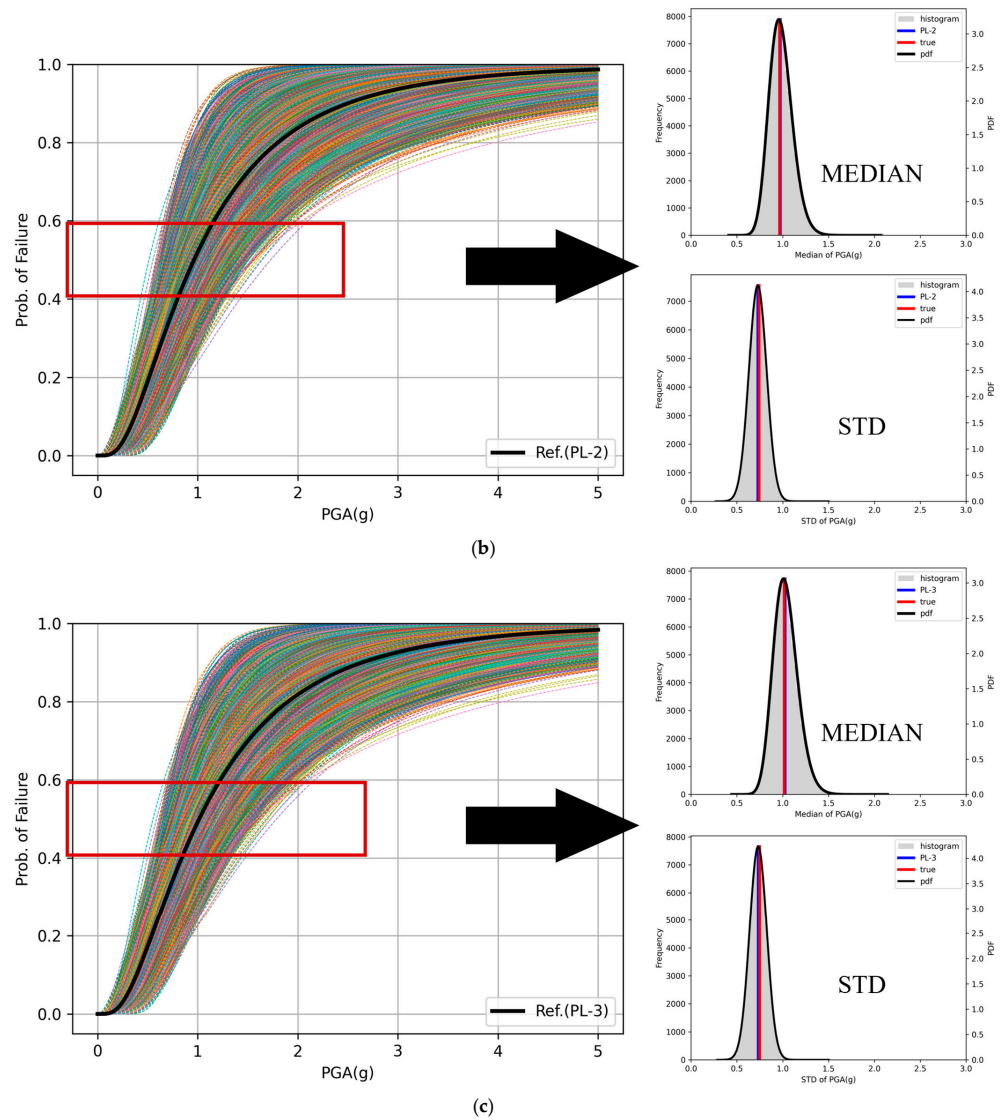 1.0
0.8
0.6
0.4
0.2
0.0
Prob. of Failure
0 1 2 3 4 5
PGA(g)
Ref.(PL-2)
8000
7000
6000
5000
4000
3000
2000
1000
0
Frequency
histogram
PL-2
true
pdf
MEDIAN
3.0
2.5
2.0
1.5
1.0
0.5
0.0
PDF
0.0 0.5 1.0 1.5 2.0 2.5 3.0
Median of PGA(g)
7000
6000
5000
4000
3000
2000
1000
0
Frequency
histogram
PL-2
true
pdf
STD
4.0
3.5
3.0
2.5
2.0
1.5
1.0
0.5
0.0
PDF
0.0 0.5 1.0 1.5 2.0 2.5 3.0
STD of PGA(g)
(b)
1.0
0.8
0.6
0.4
0.2
0.0
Prob. of Failure
0 1 2 3 4 5
PGA(g)
Ref.(PL-3)
8000
7000
6000
5000
4000
3000
2000
1000
0
Frequency
histogram
PL-3
true
pdf
MEDIAN
3.0
2.5
2.0
1.5
1.0
0.5
0.0
PDF
0.0 0.5 1.0 1.5 2.0 2.5 3.0
Median of PGA(g)
8000
7000
6000
5000
4000
3000
2000
1000
0
Frequency
histogram
PL-3
true
pdf
STD
4.0
3.5
3.0
2.5
2.0
1.5
1.0
0.5
0.0
PDF
0.0 0.5 1.0 1.5 2.0 2.5 3.0
STD of PGA(g)
(c)